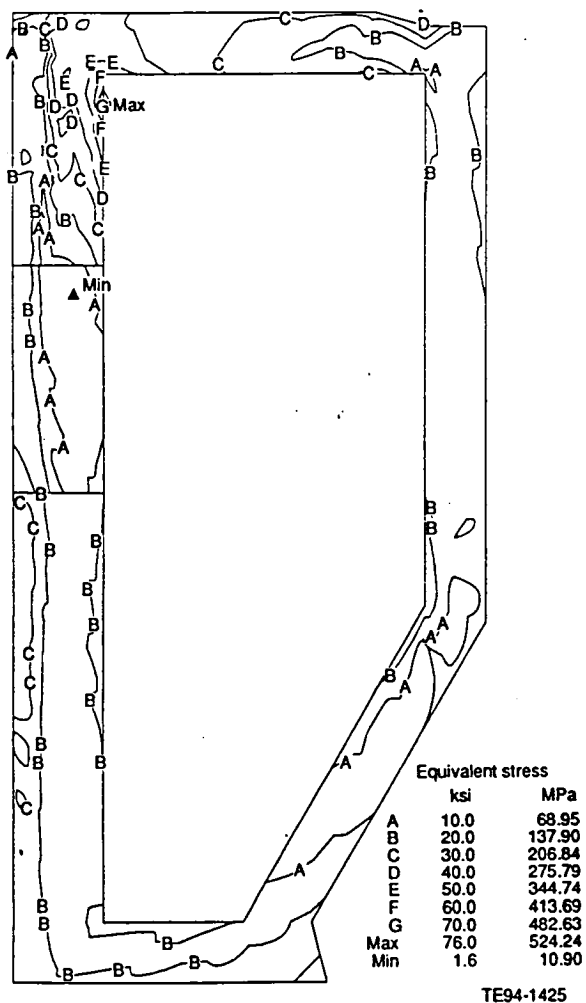 B C D C D B
A B B
E E C C A A
E F
B D D G Max
D F
C E B
B A C D B
B B
A A C
Min
B A
B
A
A
A
B
C B
C B
B B B
B
B A
C A
C B A
B
B
B B A
C
A
B
B
B
B B B
Equivalent stress
ksi MPa
A 10.0 68.95
B 20.0 137.90
C 30.0 206.84
D 40.0 275.79
E 50.0 344.74
F 60.0 413.69
G 70.0 482.63
Max 76.0 524.24
Min 1.6 10.90
TE94-1425